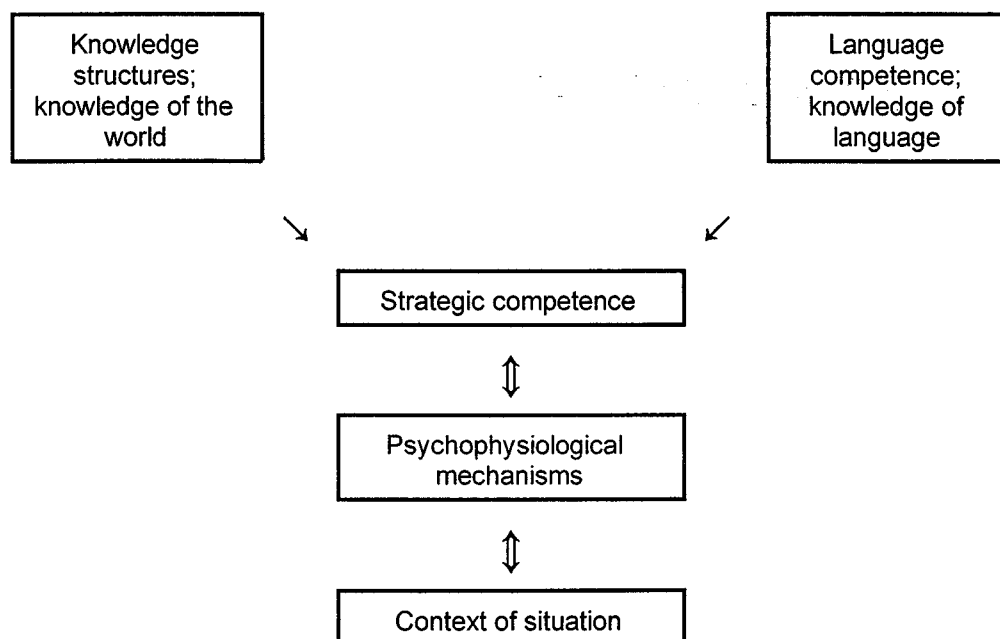 Knowledge
structures;
knowledge of the
world
Language
competence;
knowledge of
language
Strategic competence
Psychophysiological
mechanisms
Context of situation